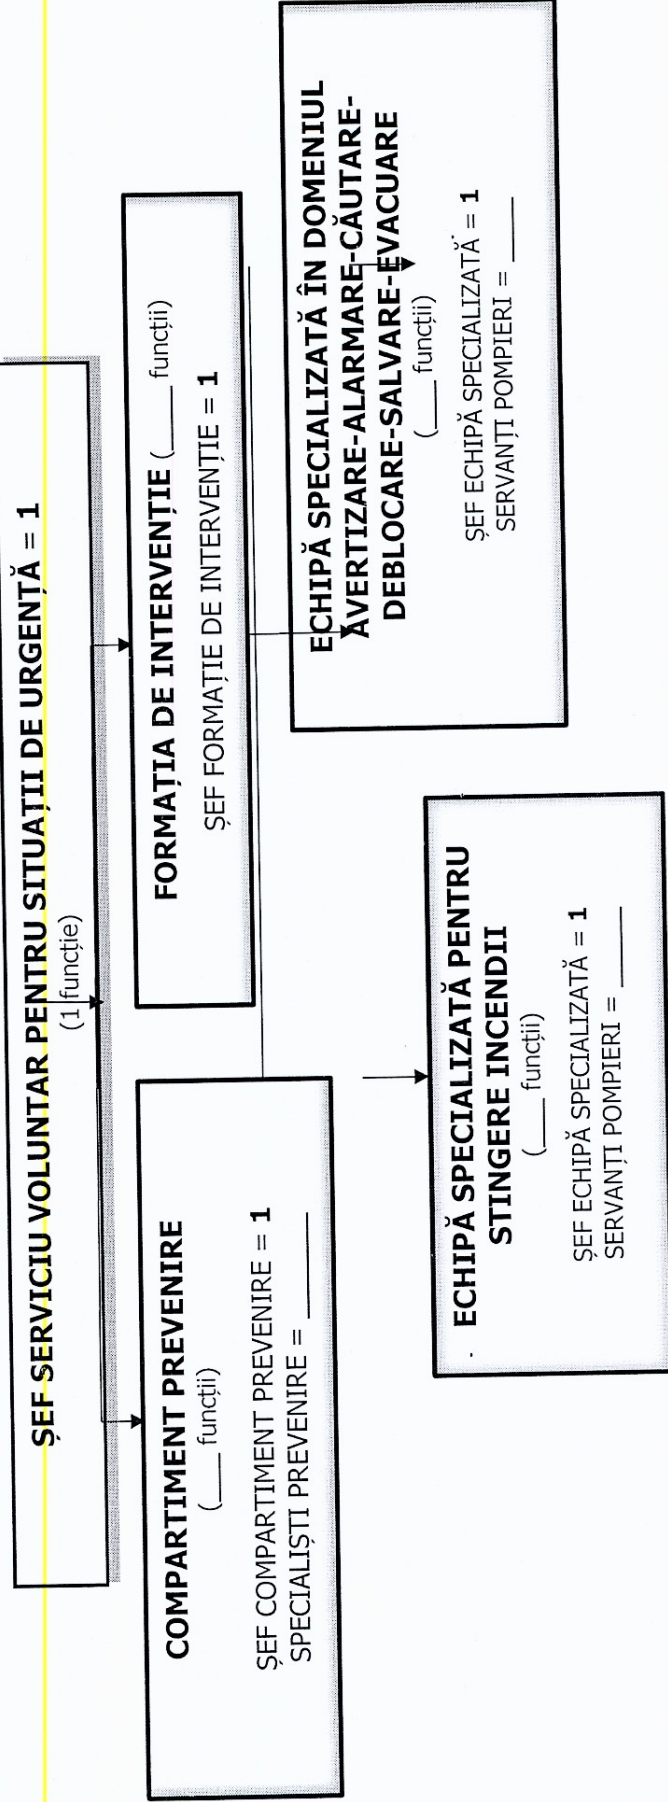 ȘEF SERVICIU VOLUNTAR PENTRU SITUAȚII DE URGENȚĂ = 1
(1 funcție)
COMPARTIMENT PREVENIRE
(___ funcții)
ȘEF COMPARTIMENT PREVENIRE = 1
SPECIALIȘTI PREVENIRE = ______
FORMAȚIA DE INTERVENȚIE (____ funcții)
ȘEF FORMAȚIE DE INTERVENȚIE = 1
ECHIPĂ SPECIALIZATĂ PENTRU
STINGERE INCENDII
(___ funcții)
ȘEF ECHIPĂ SPECIALIZATĂ = 1
SERVANȚI POMPIERI = ______
ECHIPĂ SPECIALIZATĂ ÎN DOMENIUL
AVERTIZARE-ALARMARE-CĂUTARE-
DEBLOCARE-SALVARE-EVACUARE
(___ funcții)
ȘEF ECHIPĂ SPECIALIZATĂ = 1
SERVANȚI POMPIERI = _____